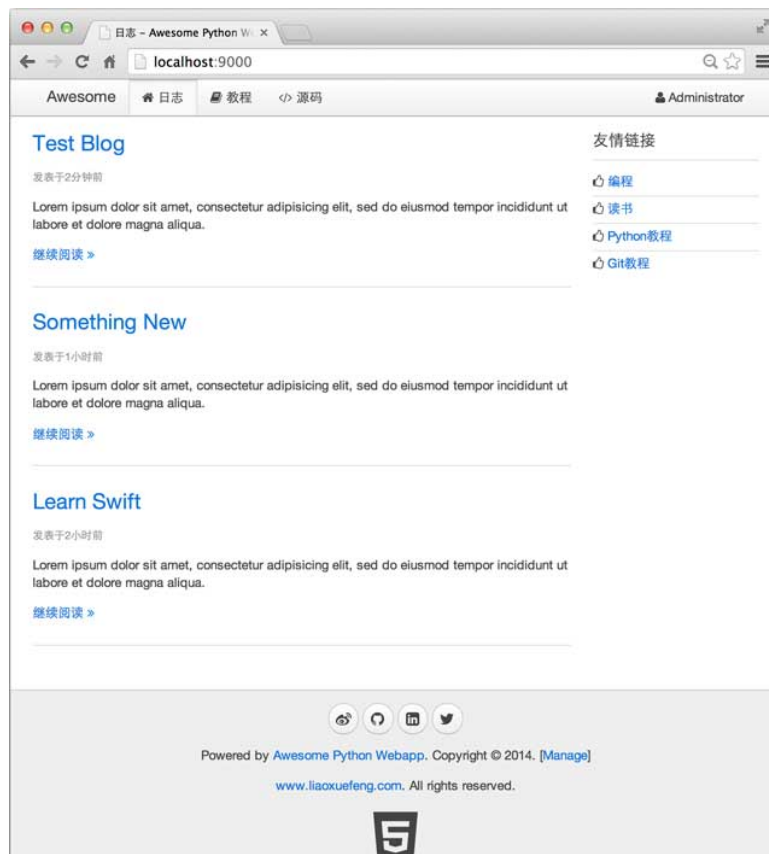 日志 - Awesome Python W
localhost:9000
Awesome 日志 教程 源码 Administrator
Test Blog
发表于2分钟前
Lorem ipsum dolor sit amet, consectetur adipisicing elit, sed do eiusmod tempor incididunt ut
labore et dolore magna aliqua.
继续阅读 »
Something New
发表于1小时前
Lorem ipsum dolor sit amet, consectetur adipisicing elit, sed do eiusmod tempor incididunt ut
labore et dolore magna aliqua.
继续阅读 »
Learn Swift
发表于2小时前
Lorem ipsum dolor sit amet, consectetur adipisicing elit, sed do eiusmod tempor incididunt ut
labore et dolore magna aliqua.
继续阅读 »
友情链接
编程
读书
Python教程
Git教程
Powered by Awesome Python Webapp. Copyright © 2014. [Manage]
www.liaoxuefeng.com. All rights reserved.